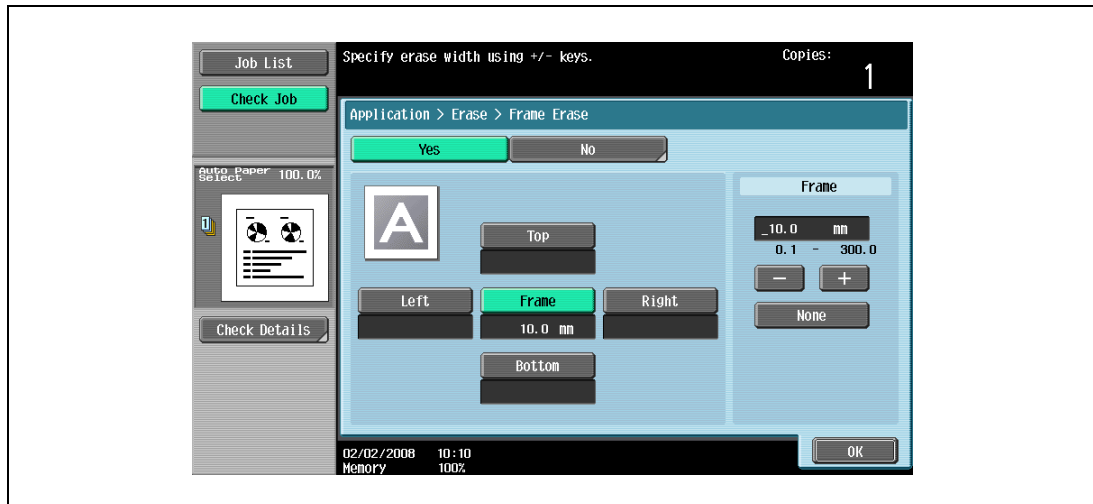 Job List
Check Job
Specify erase width using +/- keys.
Copies:
1
Application > Erase > Frame Erase
Yes
No
Auto Paper
Select
100.0%
1
A
Top
Left
Frame
10.0 mm
Right
Bottom
Frame
_10.0 mm
0.1 - 300.0
−
+
None
Check Details
02/02/2008 10:10
Memory 100%
OK